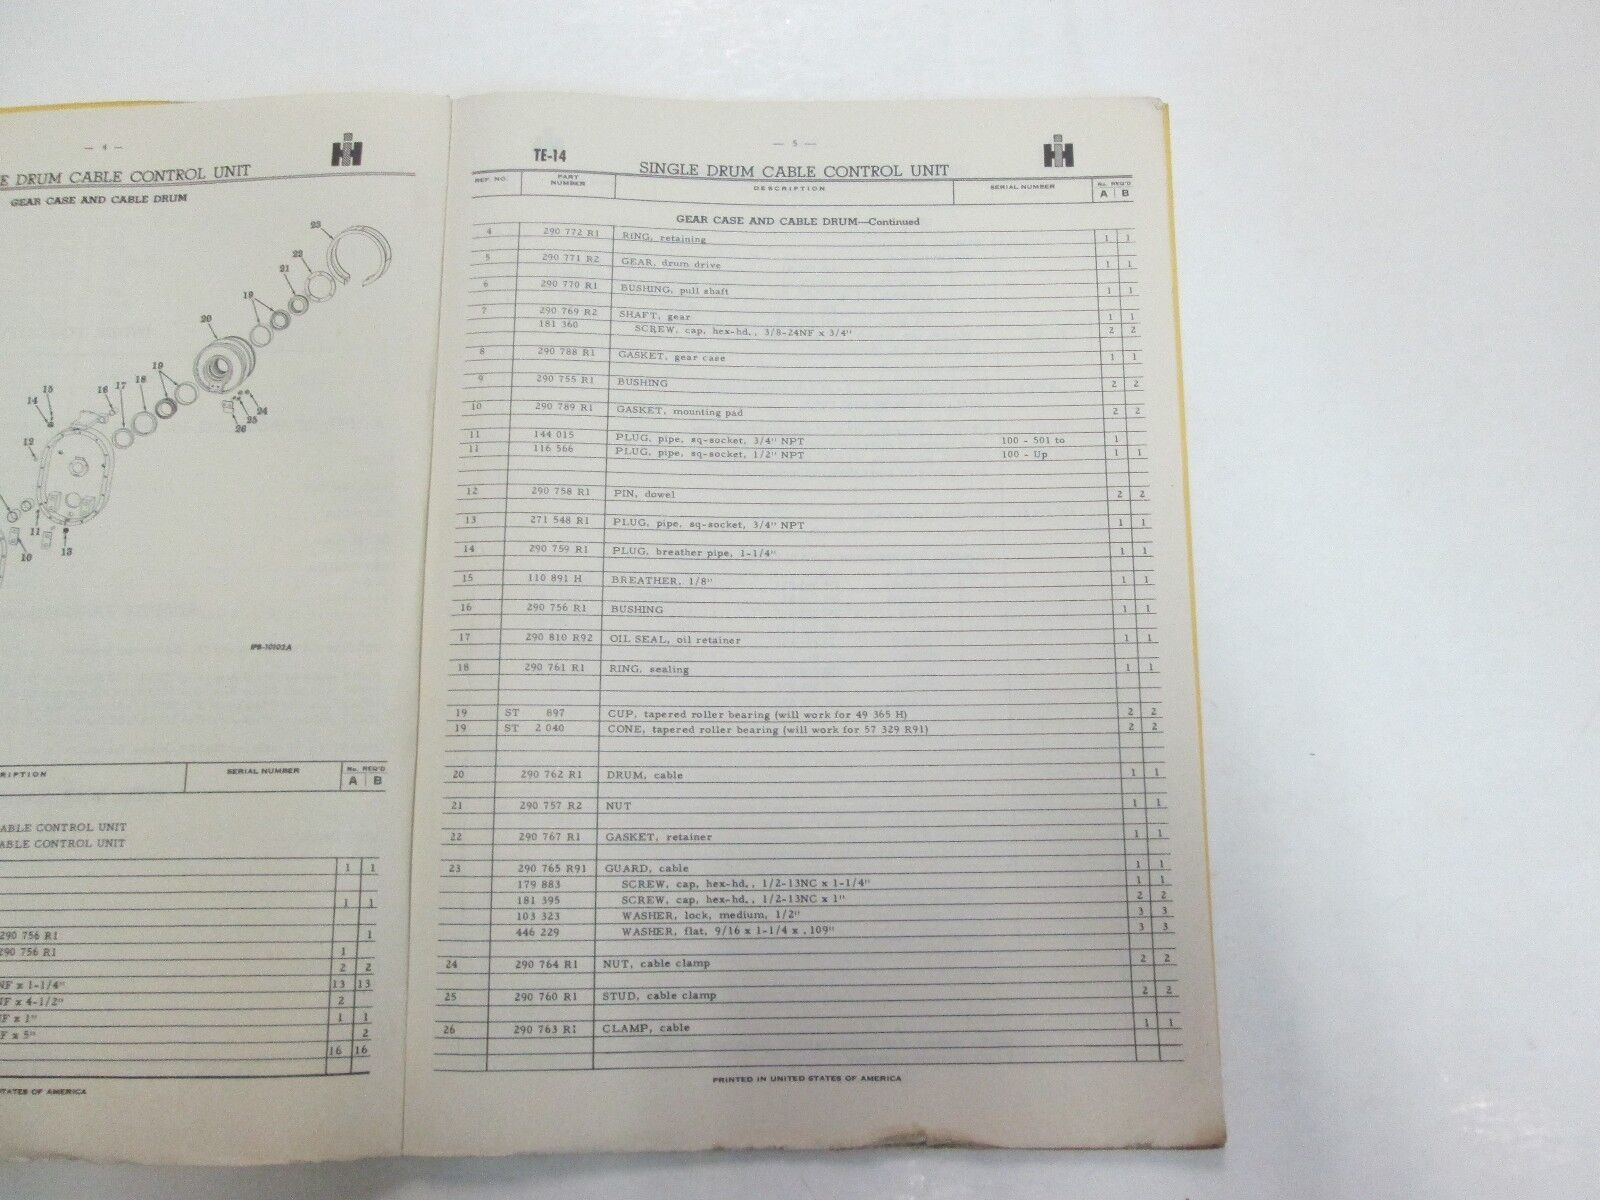 — 4 —
E DRUM CABLE CONTROL UNIT
GEAR CASE AND CABLE DRUM
23
22
21
19
20
19
18
17
16
15
14
12
24
25
26
11
10
13
IPB-10102A
RIPTION SERIAL NUMBER No. REQ'D
A B
ABLE CONTROL UNIT
ABLE CONTROL UNIT
1 1
1 1
290 756 R1 1
290 756 R1 1
2 2
NF x 1-1/4" 13 13
NF x 4-1/2" 2
F x 1" 1 1
F x 5" 2
16 16
STATES OF AMERICA
— 5 —
TE-14
SINGLE DRUM CABLE CONTROL UNIT
REF. NO. PART NUMBER DESCRIPTION SERIAL NUMBER No. REQ'D
A B
GEAR CASE AND CABLE DRUM—Continued
4 290 772 R1 RING, retaining 1 1
5 290 771 R2 GEAR, drum drive 1 1
6 290 770 R1 BUSHING, pull shaft 1 1
7 290 769 R2 SHAFT, gear 1 1
181 360 SCREW, cap, hex-hd., 3/8-24NF x 3/4" 2 2
8 290 788 R1 GASKET, gear case 1 1
9 290 755 R1 BUSHING 2 2
10 290 789 R1 GASKET, mounting pad 2 2
11 144 015 PLUG, pipe, sq-socket, 3/4" NPT 100 - 501 to 1
11 116 566 PLUG, pipe, sq-socket, 1/2" NPT 100 - Up 1 1
12 290 758 R1 PIN, dowel 2 2
13 271 548 R1 PLUG, pipe, sq-socket, 3/4" NPT 1 1
14 290 759 R1 PLUG, breather pipe, 1-1/4" 1 1
15 110 891 H BREATHER, 1/8" 1 1
16 290 756 R1 BUSHING 1 1
17 290 810 R92 OIL SEAL, oil retainer 1 1
18 290 761 R1 RING, sealing 1 1
19 ST 897 CUP, tapered roller bearing (will work for 49 365 H) 2 2
19 ST 2 040 CONE, tapered roller bearing (will work for 57 329 R91) 2 2
20 290 762 R1 DRUM, cable 1 1
21 290 757 R2 NUT 1 1
22 290 767 R1 GASKET, retainer 1 1
23 290 765 R91 GUARD, cable 1 1
179 883 SCREW, cap, hex-hd., 1/2-13NC x 1-1/4" 1 1
181 395 SCREW, cap, hex-hd., 1/2-13NC x 1" 2 2
103 323 WASHER, lock, medium, 1/2" 3 3
446 229 WASHER, flat, 9/16 x 1-1/4 x .109" 3 3
24 290 764 R1 NUT, cable clamp 2 2
25 290 760 R1 STUD, cable clamp 2 2
26 290 763 R1 CLAMP, cable 1 1
PRINTED IN UNITED STATES OF AMERICA